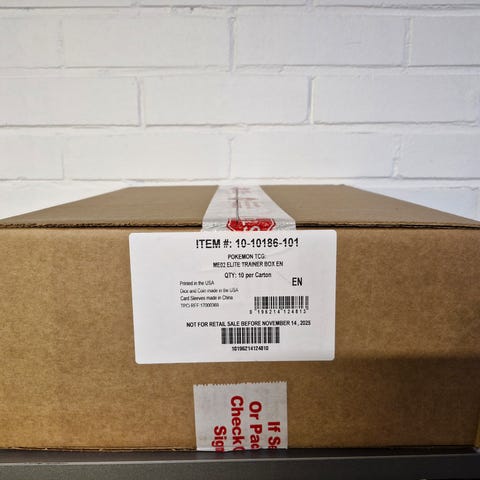 ITEM #: 10-10186-101
POKEMON TCG:
ME02 ELITE TRAINER BOX EN
QTY: 10 per Carton
EN
Printed in the USA
Dice and Coin made in the USA
Card Sleeves made in China
0 196214 124813
NOT FOR RETAIL SALE BEFORE NOVEMBER 14, 2025
10196214124810
If S
Or Pac
Check
Sig